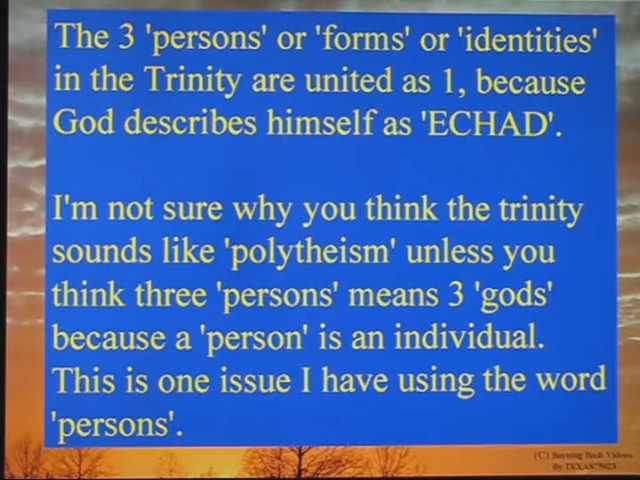 The 3 'persons' or 'forms' or 'identities'
in the Trinity are united as 1, because
God describes himself as 'ECHAD'.
I'm not sure why you think the trinity
sounds like 'polytheism' unless you
think three 'persons' means 3 'gods'
because a 'person' is an individual.
This is one issue I have using the word
'persons'.
(C) Burning Bush Videos.
By TEXAS